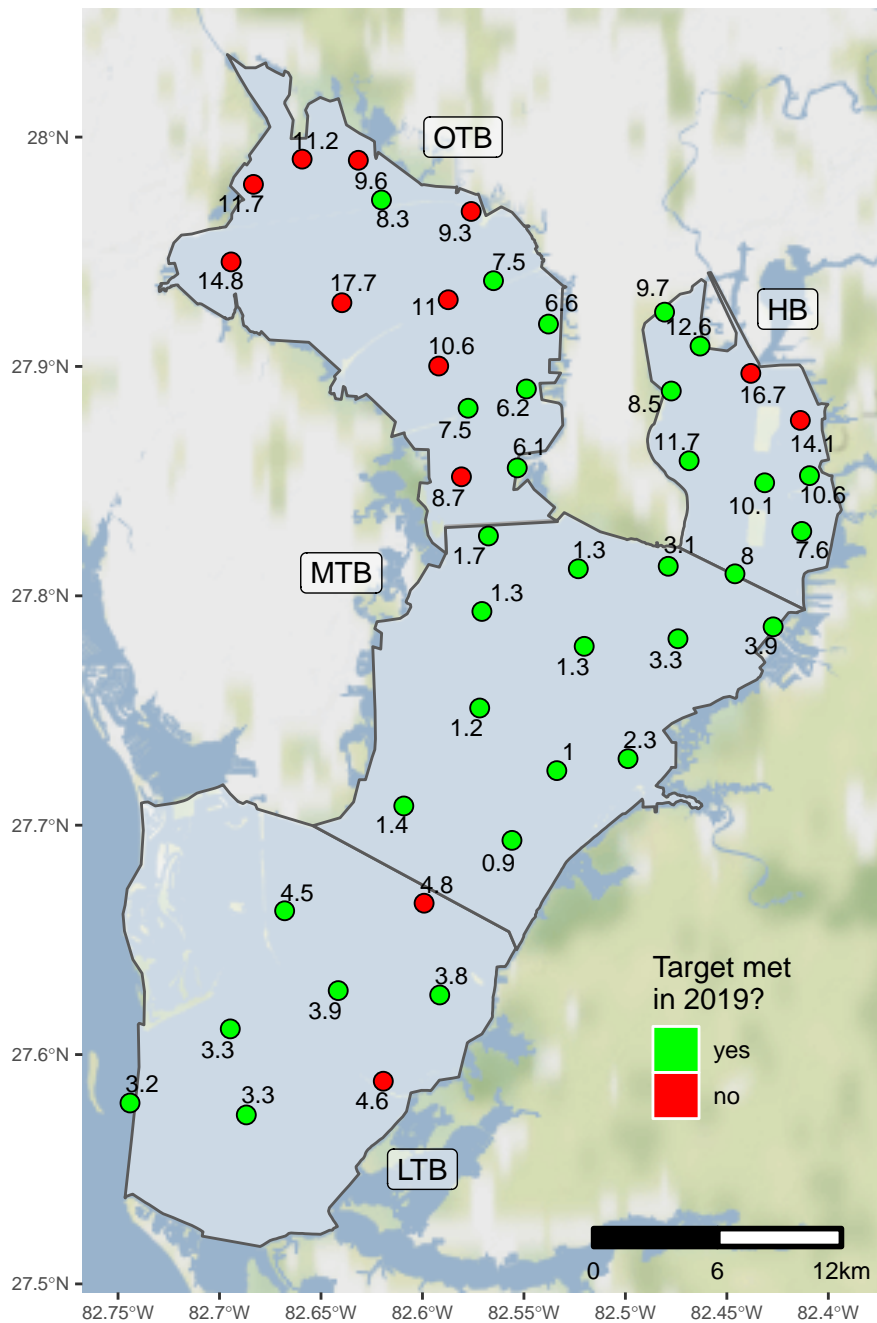 28°N
27.9°N
27.8°N
27.7°N
27.6°N
27.5°N
OTB
11.2
9.6
11.7
8.3
9.3
7.5
14.8
17.7
11
6.6
10.6
6.2
7.5
6.1
8.7
HB
9.7
12.6
16.7
8.5
14.1
11.7
10.1
10.6
7.6
8
MTB
1.7
1.3
3.1
1.3
1.3
3.3
3.9
1.2
1
2.3
1.4
0.9
4.8
4.5
3.9
3.8
3.3
3.2
3.3
4.6
LTB
Target met
in 2019?
yes
no
0 6 12km
82.75°W 82.7°W 82.65°W 82.6°W 82.55°W 82.5°W 82.45°W 82.4°W